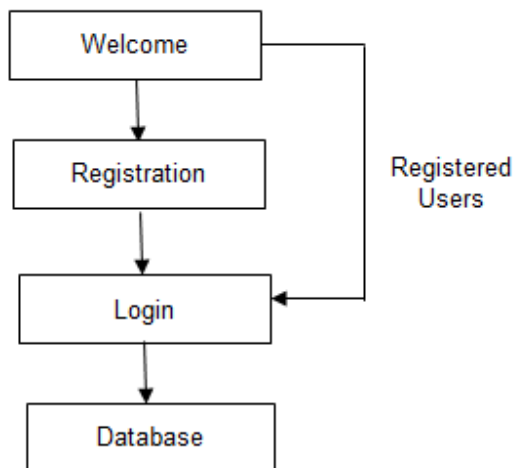 Welcome
Registration
Registered
Users
Login
Database